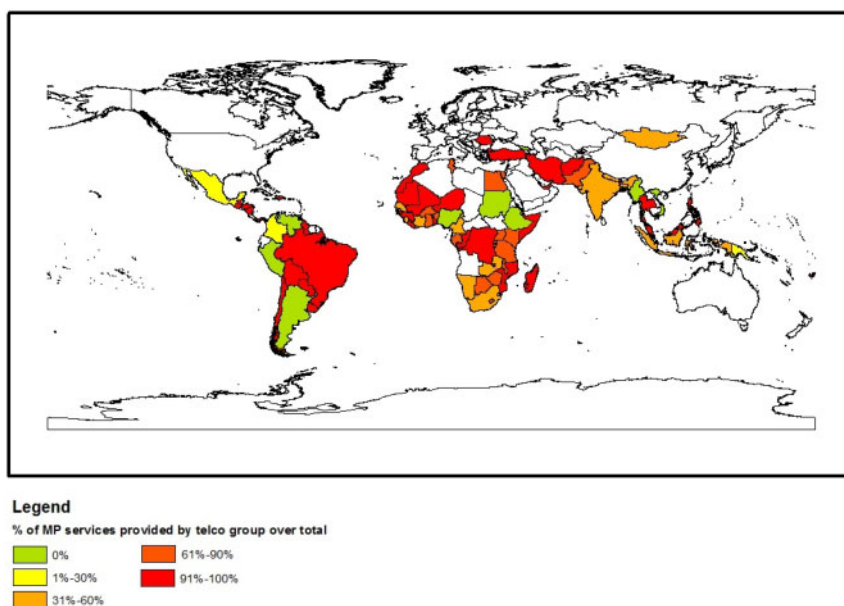 Legend
% of MP services provided by telco group over total
0%
1%-30%
31%-60%
61%-90%
91%-100%